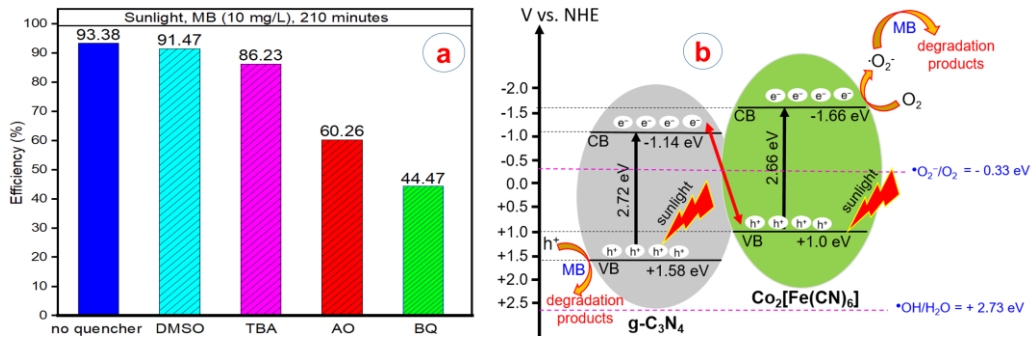 Sunlight, MB (10 mg/L), 210 minutes
a
93.38
91.47
86.23
60.26
44.47
Efficiency (%)
100
90
80
70
60
50
40
30
20
10
0
no quencher
DMSO
TBA
AO
BQ
V vs. NHE
b
MB
degradation
products
·O₂⁻
O₂
-2.0
-1.5
-1.0
-0.5
0.0
+0.5
+1.0
+1.5
+2.0
+2.5
e⁻ e⁻ e⁻ e⁻
CB
-1.14 eV
2.72 eV
sunlight
h⁺ h⁺ h⁺ h⁺
VB
+1.58 eV
g-C₃N₄
h⁺
MB
degradation
products
e⁻ e⁻ e⁻ e⁻
CB
-1.66 eV
2.66 eV
sunlight
h⁺ h⁺ h⁺ h⁺
VB
+1.0 eV
Co₂[Fe(CN)₆]
•O₂⁻/O₂ = - 0.33 eV
•OH/H₂O = + 2.73 eV